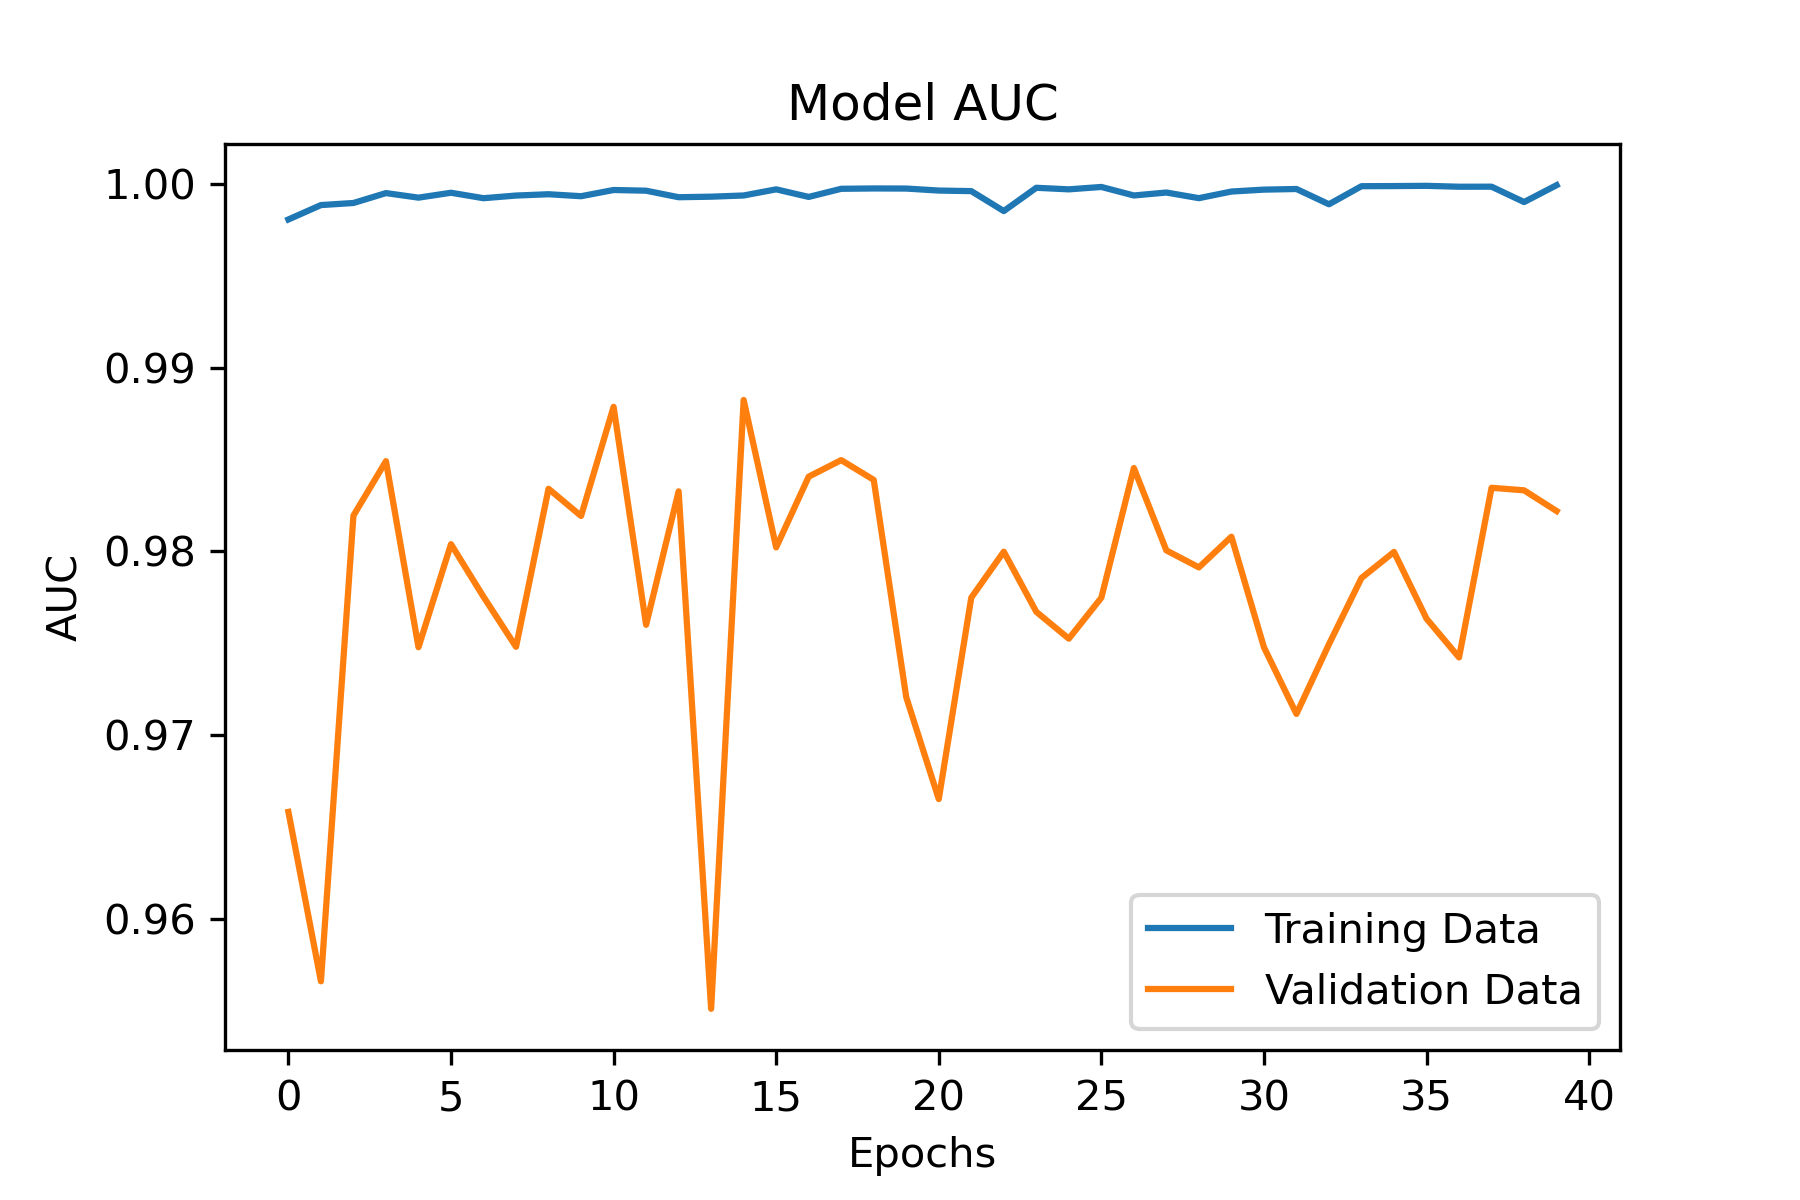 Model AUC
1.00
0.99
0.98
0.97
0.96
AUC
0 5 10 15 20 25 30 35 40
Epochs
Training Data
Validation Data